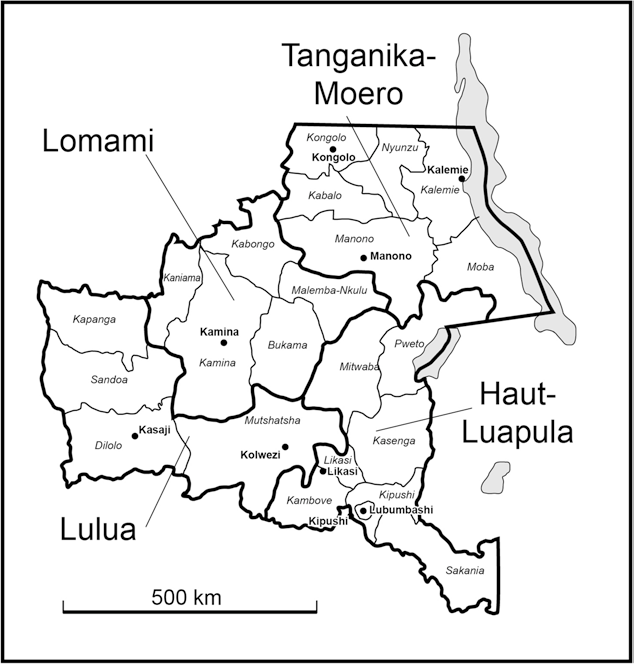 Tanganika-
Moero
Lomami
Kongolo
Kongolo
Nyunzu
Kalemie
Kalemie
Kabalo
Manono
Manono
Kabongo
Moba
Kaniama
Malemba-Nkulu
Kapanga
Kamina
Kamina
Bukama
Pweto
Mitwaba
Sandoa
Haut-
Luapula
Mutshatsha
Kasaji
Dilolo
Kolwezi
Kasenga
Likasi
Likasi
Lulua
Kambove
Kipushi
Lubumbashi
Kipushi
Sakania
500 km